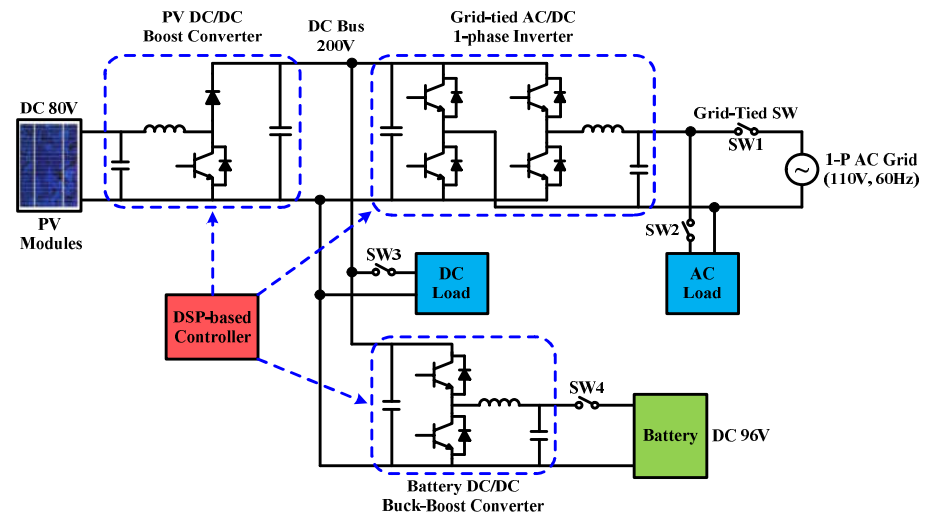 PV DC/DC
Boost Converter
DC Bus
200V
Grid-tied AC/DC
1-phase Inverter
DC 80V
PV
Modules
Grid-Tied SW
SW1
1-P AC Grid
(110V, 60Hz)
~
SW2
SW3
DC
Load
AC
Load
DSP-based
Controller
SW4
Battery
DC 96V
Battery DC/DC
Buck-Boost Converter